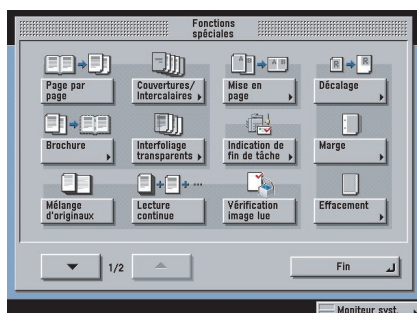 Fonctions
spéciales
Page par
page
Couvertures/
Intercalaires
Mise en
page
Décalage
Brochure
Interfoliage
transparents
Indication de
fin de tâche
Marge
Mélange
d'originaux
Lecture
continue
Vérification
image lue
Effacement
1/2
Fin
Moniteur syst.